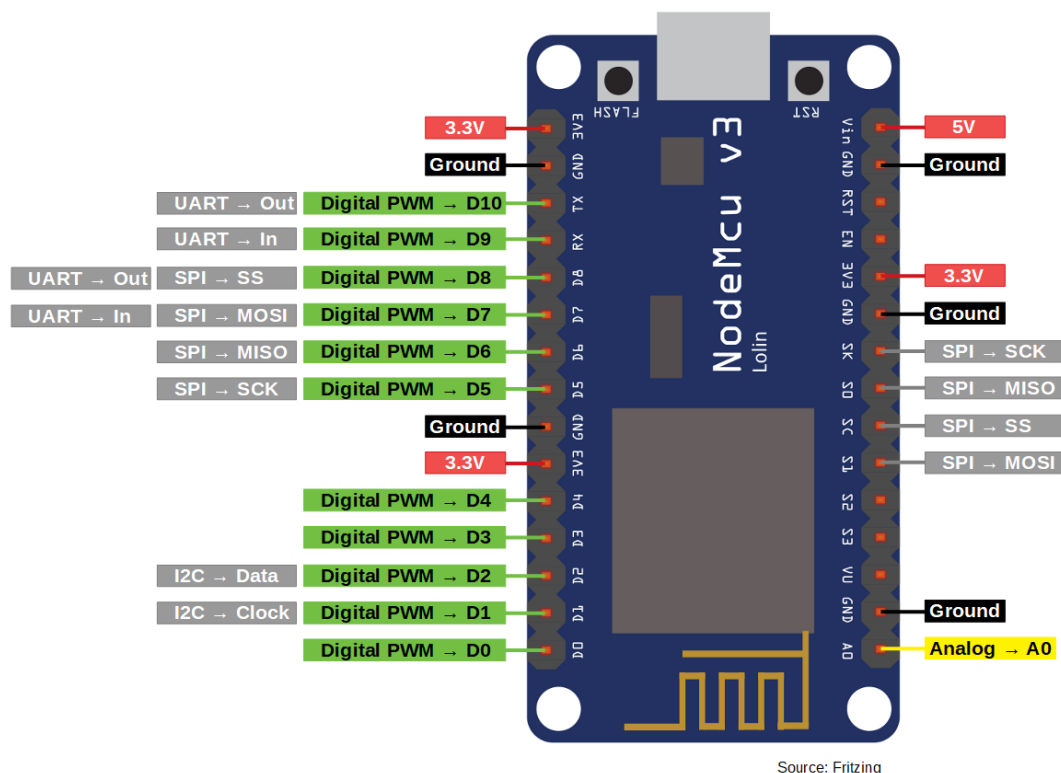 FLASH
RST
3.3V
3V3
Vin
5V
Ground
GND
GND
Ground
UART → Out
Digital PWM → D10
TX
RST
UART → In
Digital PWM → D9
RX
EN
UART → Out
SPI → SS
Digital PWM → D8
D8
3V3
3.3V
UART → In
SPI → MOSI
Digital PWM → D7
D7
GND
Ground
SPI → MISO
Digital PWM → D6
D6
SK
SPI → SCK
SPI → SCK
Digital PWM → D5
D5
SO
SPI → MISO
Ground
GND
SC
SPI → SS
3.3V
3V3
S1
SPI → MOSI
Digital PWM → D4
D4
S2
Digital PWM → D3
D3
S3
I2C → Data
Digital PWM → D2
D2
VU
I2C → Clock
Digital PWM → D1
D1
GND
Ground
Digital PWM → D0
D0
A0
Analog → A0
NodeMcu v3
Lolin
Source: Fritzing